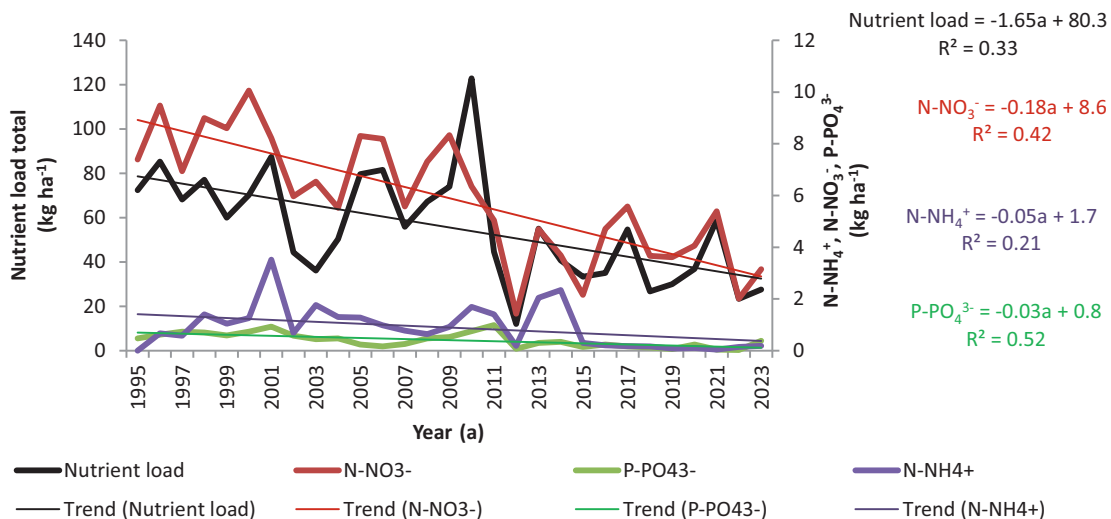 Nutrient load = -1.65a + 80.3
R² = 0.33
N-NO₃⁻ = -0.18a + 8.6
R² = 0.42
N-NH₄⁺ = -0.05a + 1.7
R² = 0.21
P-PO₄³⁻ = -0.03a + 0.8
R² = 0.52
Nutrient load total
(kg ha⁻¹)
140
120
100
80
60
40
20
0
12
10
8
6
4
2
0
N-NH₄⁺, N-NO₃⁻, P-PO₄³⁻
(kg ha⁻¹)
1995
1997
1999
2001
2003
2005
2007
2009
2011
2013
2015
2017
2019
2021
2023
Year (a)
Nutrient load N-NO3- P-PO43- N-NH4+
Trend (Nutrient load) Trend (N-NO3-) Trend (P-PO43-) Trend (N-NH4+)